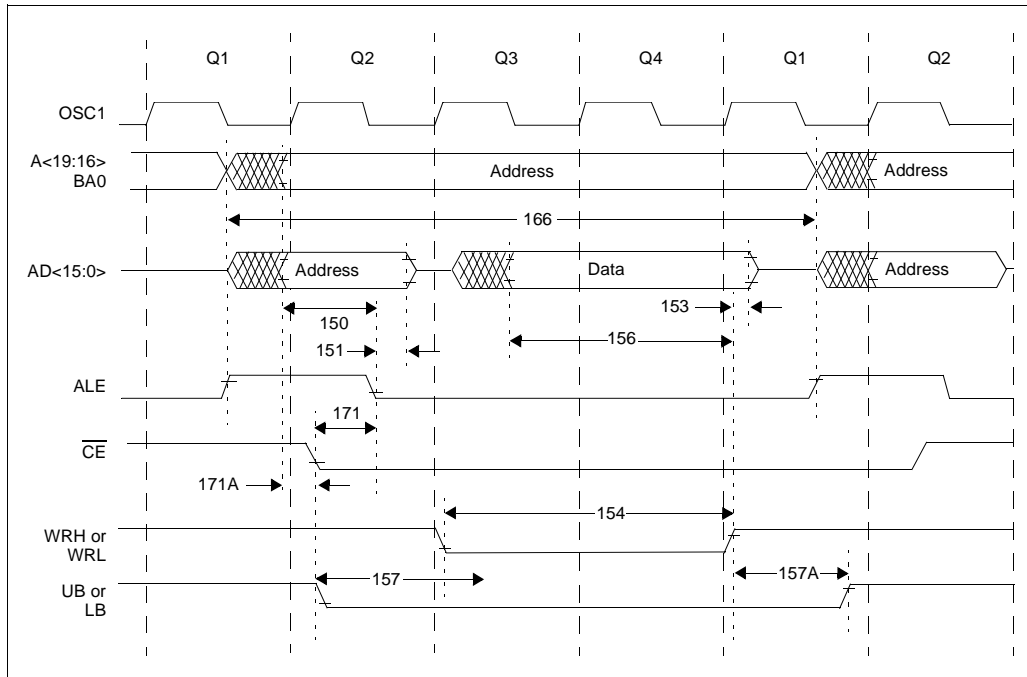 Q1 Q2 Q3 Q4 Q1 Q2
OSC1
A<19:16>
BA0
Address
Address
166
AD<15:0>
Address
Data
Address
150
153
151
156
ALE
171
CE
171A
154
WRH or
WRL
157
157A
UB or
LB